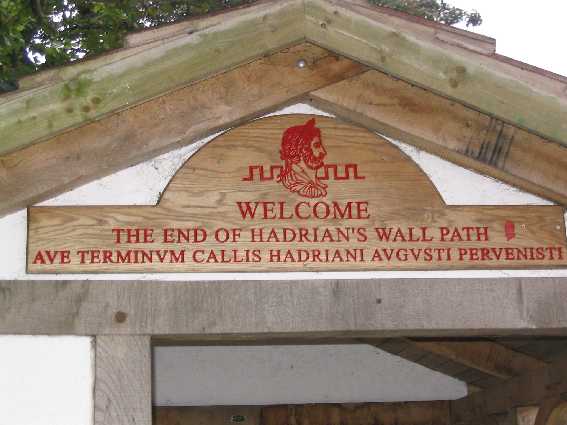 WELCOME
THE END OF HADRIAN'S WALL PATH
AVE TERMINVM CALLIS HADRIANI AVGVSTI PERVENISTI